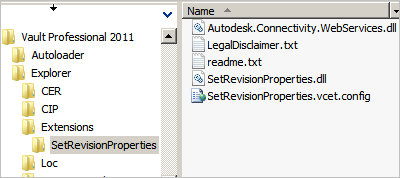 Vault Professional 2011
Autoloader
Explorer
CER
CIP
Extensions
SetRevisionProperties
Loc
Name
Autodesk.Connectivity.WebServices.dll
LegalDisclaimer.txt
readme.txt
SetRevisionProperties.dll
SetRevisionProperties.vcet.config